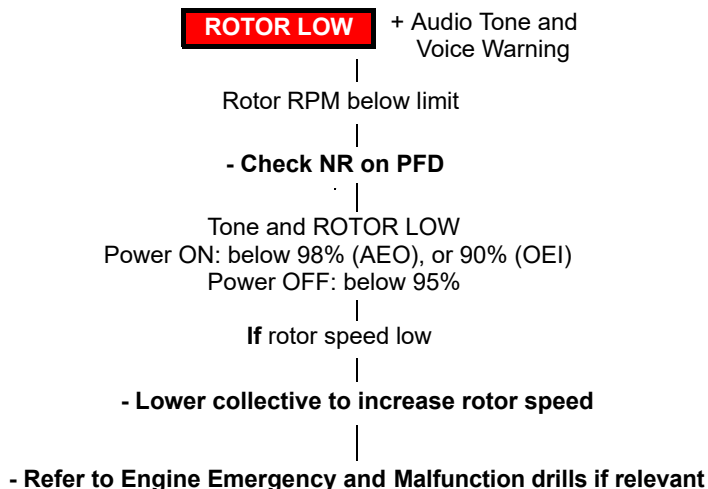 ROTOR LOW + Audio Tone and
Voice Warning
Rotor RPM below limit
- Check NR on PFD
Tone and ROTOR LOW
Power ON: below 98% (AEO), or 90% (OEI)
Power OFF: below 95%
If rotor speed low
- Lower collective to increase rotor speed
- Refer to Engine Emergency and Malfunction drills if relevant